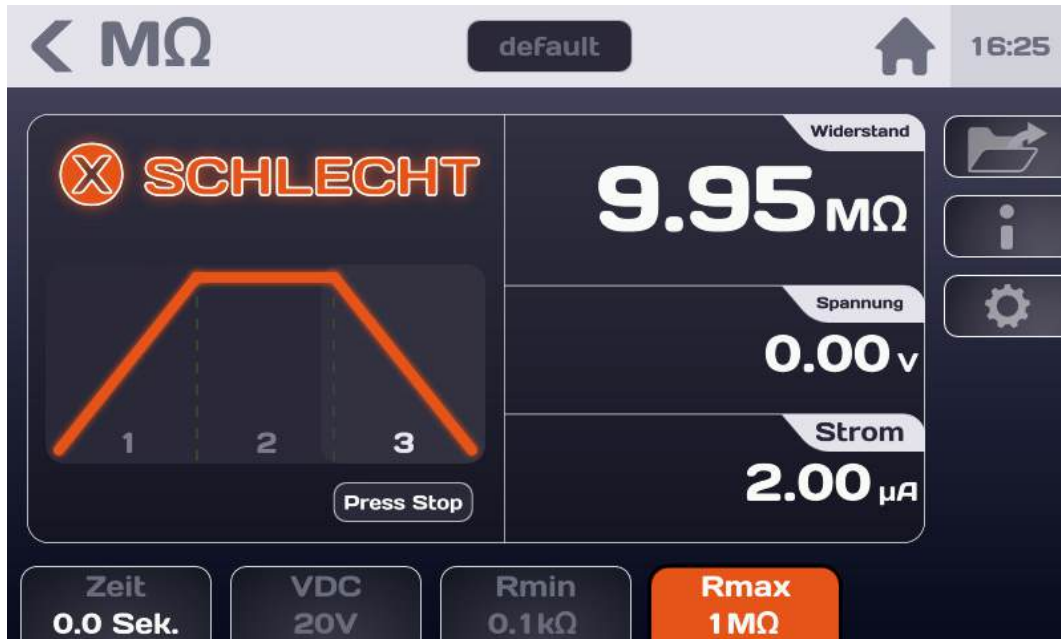 MΩ
default
16:25
SCHLECHT
Widerstand
9.95 MΩ
Spannung
0.00 V
1 2 3
Strom
2.00 µA
Press Stop
Zeit
0.0 Sek.
VDC
20V
Rmin
0.1kΩ
Rmax
1MΩ